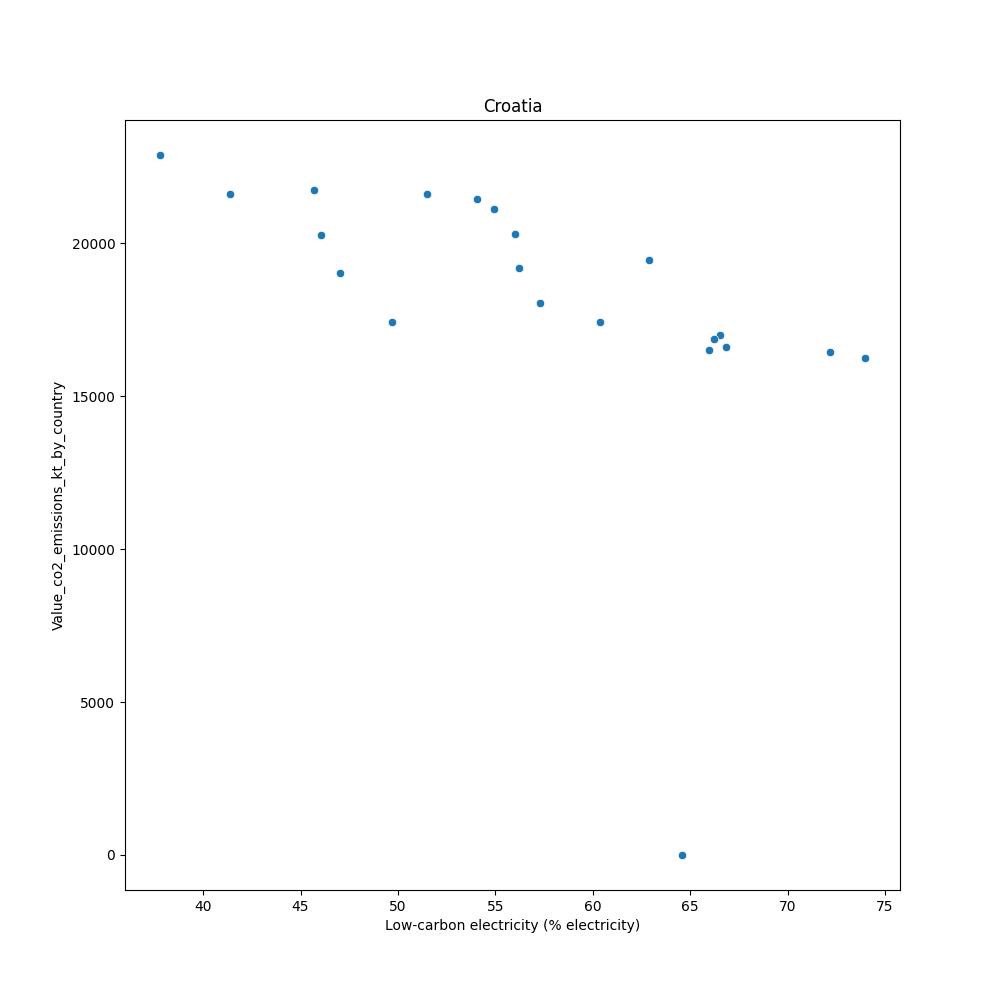 Croatia
Value_co2_emissions_kt_by_country
20000
15000
10000
5000
0
40 45 50 55 60 65 70 75
Low-carbon electricity (% electricity)